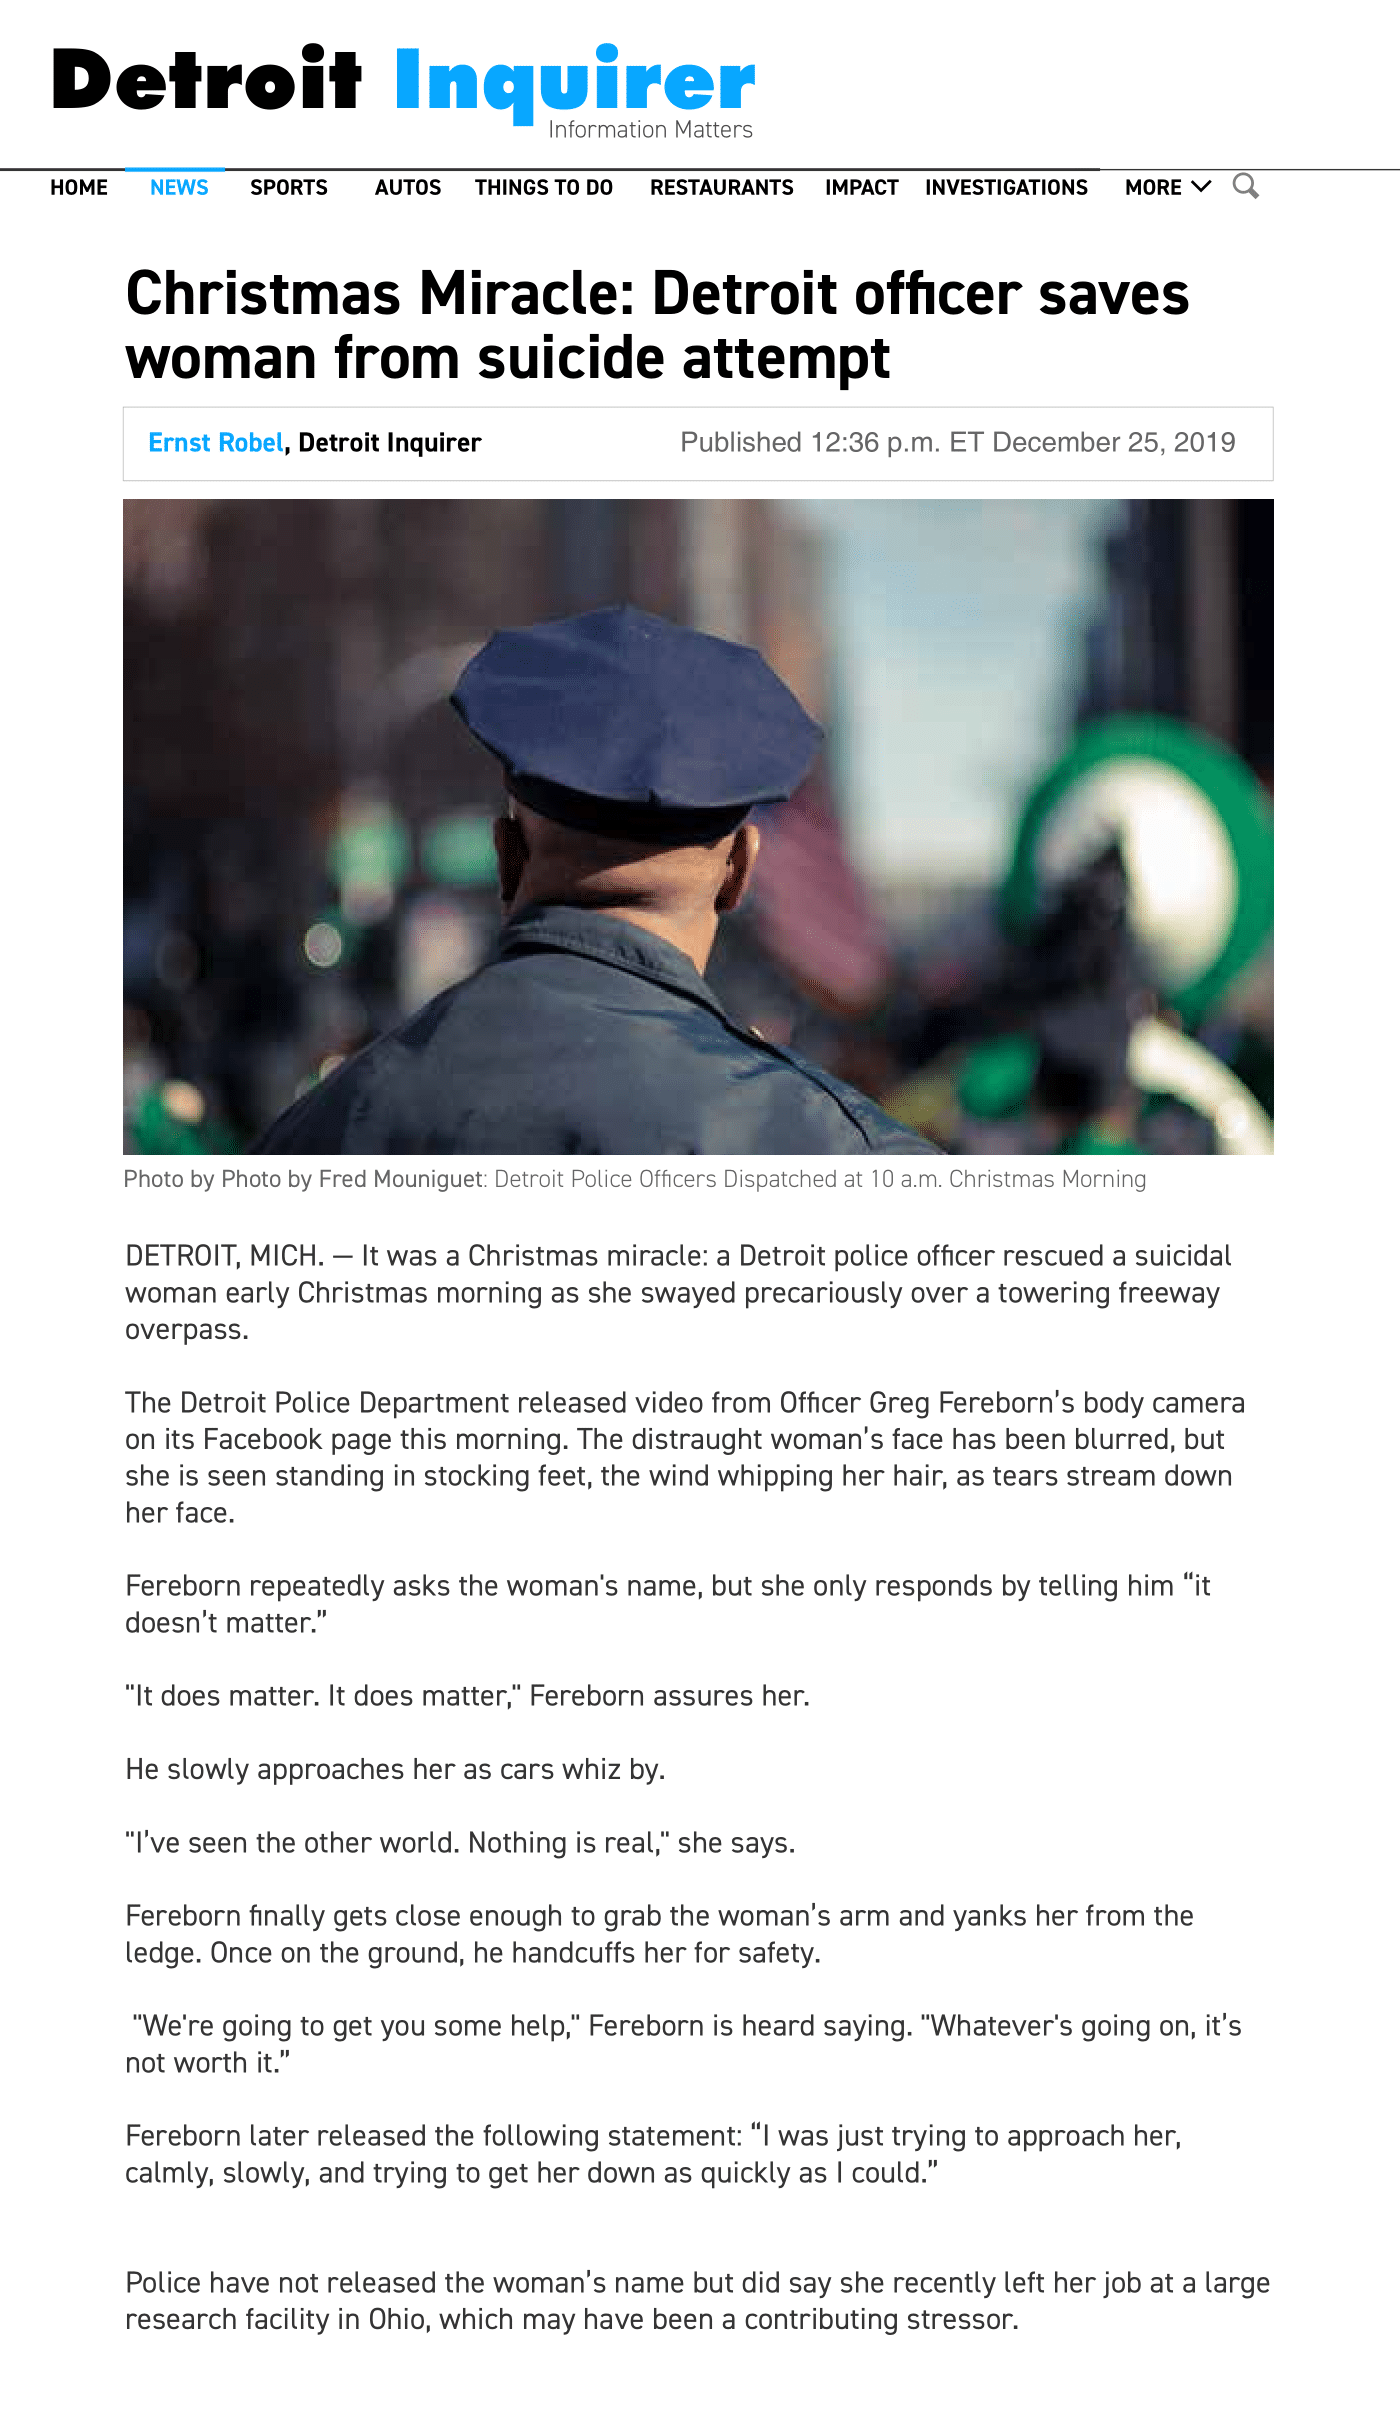 Detroit Inquirer
Information Matters
HOME NEWS SPORTS AUTOS THINGS TO DO RESTAURANTS IMPACT INVESTIGATIONS MORE
Christmas Miracle: Detroit officer saves
woman from suicide attempt
Ernst Robel, Detroit Inquirer Published 12:36 p.m. ET December 25, 2019
Photo by Photo by Fred Mouniguet: Detroit Police Officers Dispatched at 10 a.m. Christmas Morning
DETROIT, MICH. — It was a Christmas miracle: a Detroit police officer rescued a suicidal
woman early Christmas morning as she swayed precariously over a towering freeway
overpass.
The Detroit Police Department released video from Officer Greg Fereborn’s body camera
on its Facebook page this morning. The distraught woman’s face has been blurred, but
she is seen standing in stocking feet, the wind whipping her hair, as tears stream down
her face.
Fereborn repeatedly asks the woman's name, but she only responds by telling him “it
doesn’t matter.”
"It does matter. It does matter," Fereborn assures her.
He slowly approaches her as cars whiz by.
"I’ve seen the other world. Nothing is real," she says.
Fereborn finally gets close enough to grab the woman’s arm and yanks her from the
ledge. Once on the ground, he handcuffs her for safety.
"We're going to get you some help," Fereborn is heard saying. "Whatever's going on, it’s
not worth it.”
Fereborn later released the following statement: “I was just trying to approach her,
calmly, slowly, and trying to get her down as quickly as I could.”
Police have not released the woman’s name but did say she recently left her job at a large
research facility in Ohio, which may have been a contributing stressor.